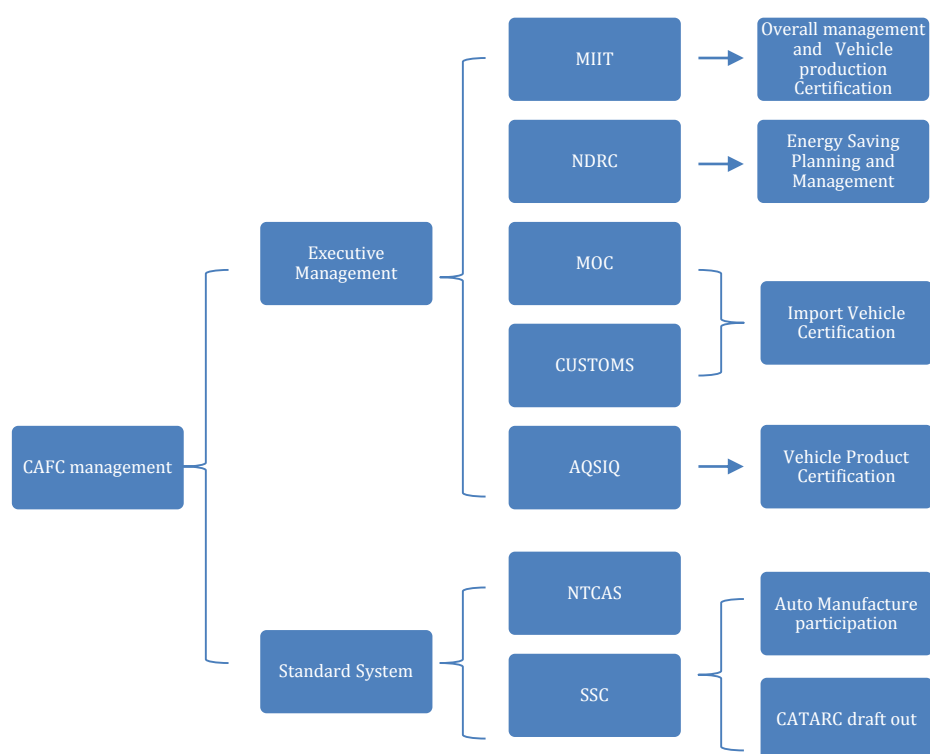 CAFC management
Executive
Management
Standard System
MIIT
NDRC
MOC
CUSTOMS
AQSIQ
NTCAS
SSC
Overall management
and Vehicle
production
Certification
Energy Saving
Planning and
Management
Import Vehicle
Certification
Vehicle Product
Certification
Auto Manufacture
participation
CATARC draft out